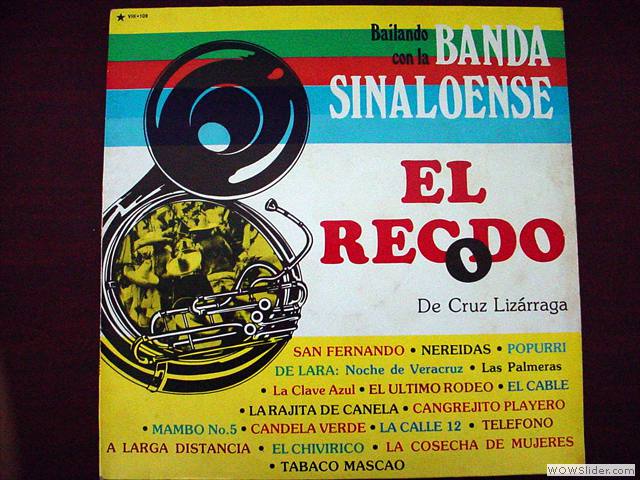 ★ VIK•109
Bailando
con la BANDA
SINALOENSE
EL
RECODO
De Cruz Lizárraga
SAN FERNANDO • NEREIDAS • POPURRI
DE LARA: Noche de Veracruz • Las Palmeras
• La Clave Azul • EL ULTIMO RODEO • EL CABLE
• LA RAJITA DE CANELA • CANGREJITO PLAYERO
• MAMBO No. 5 • CANDELA VERDE • LA CALLE 12 • TELEFONO
A LARGA DISTANCIA • EL CHIVIRICO • LA COSECHA DE MUJERES
• TABACO MASCAO
WOWSlider.com